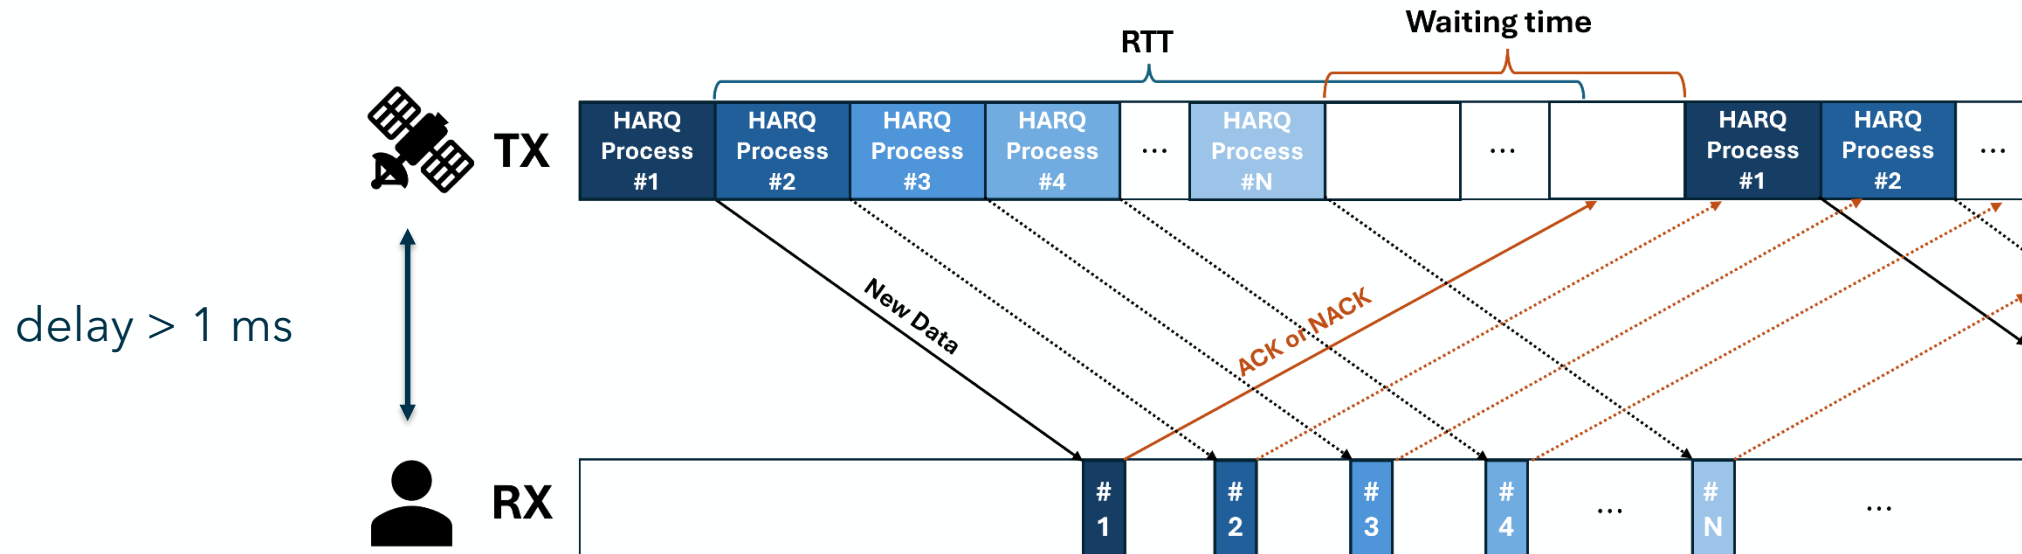 Waiting time
RTT
TX
HARQ Process #1
HARQ Process #2
HARQ Process #3
HARQ Process #4
...
HARQ Process #N
...
HARQ Process #1
HARQ Process #2
...
delay > 1 ms
New Data
ACK or NACK
RX
# 1
# 2
# 3
# 4
...
# N
...